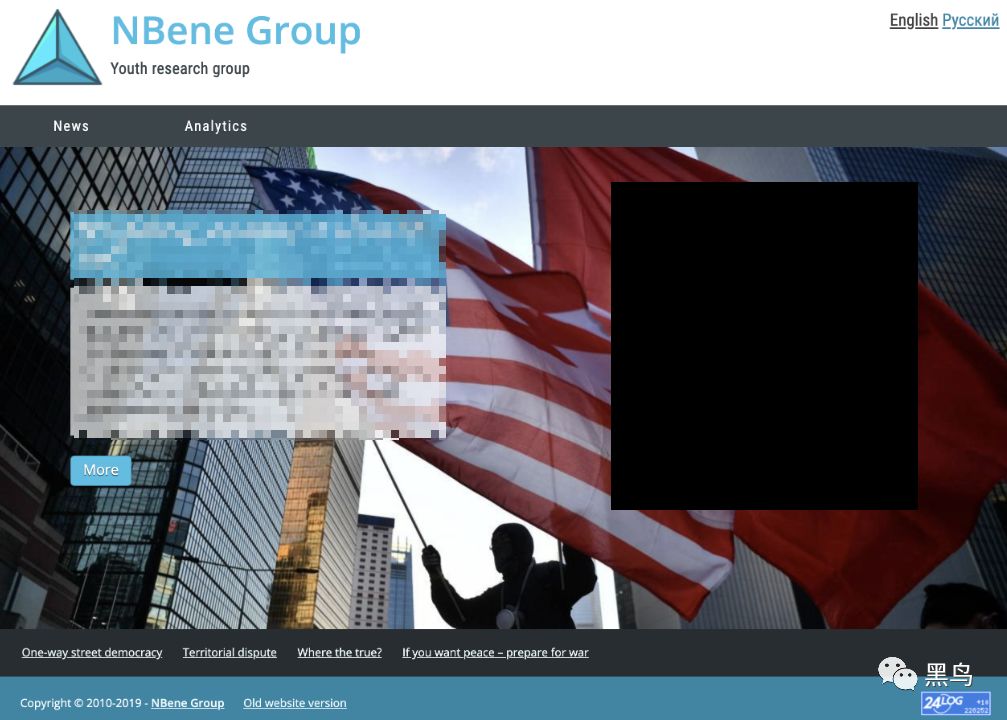 NBene Group
Youth research group
English Русский
News Analytics
More
One-way street democracy Territorial dispute Where the true? If you want peace – prepare for war
黑鸟
Copyright © 2010-2019 - NBene Group Old website version
24LOG +10
226252